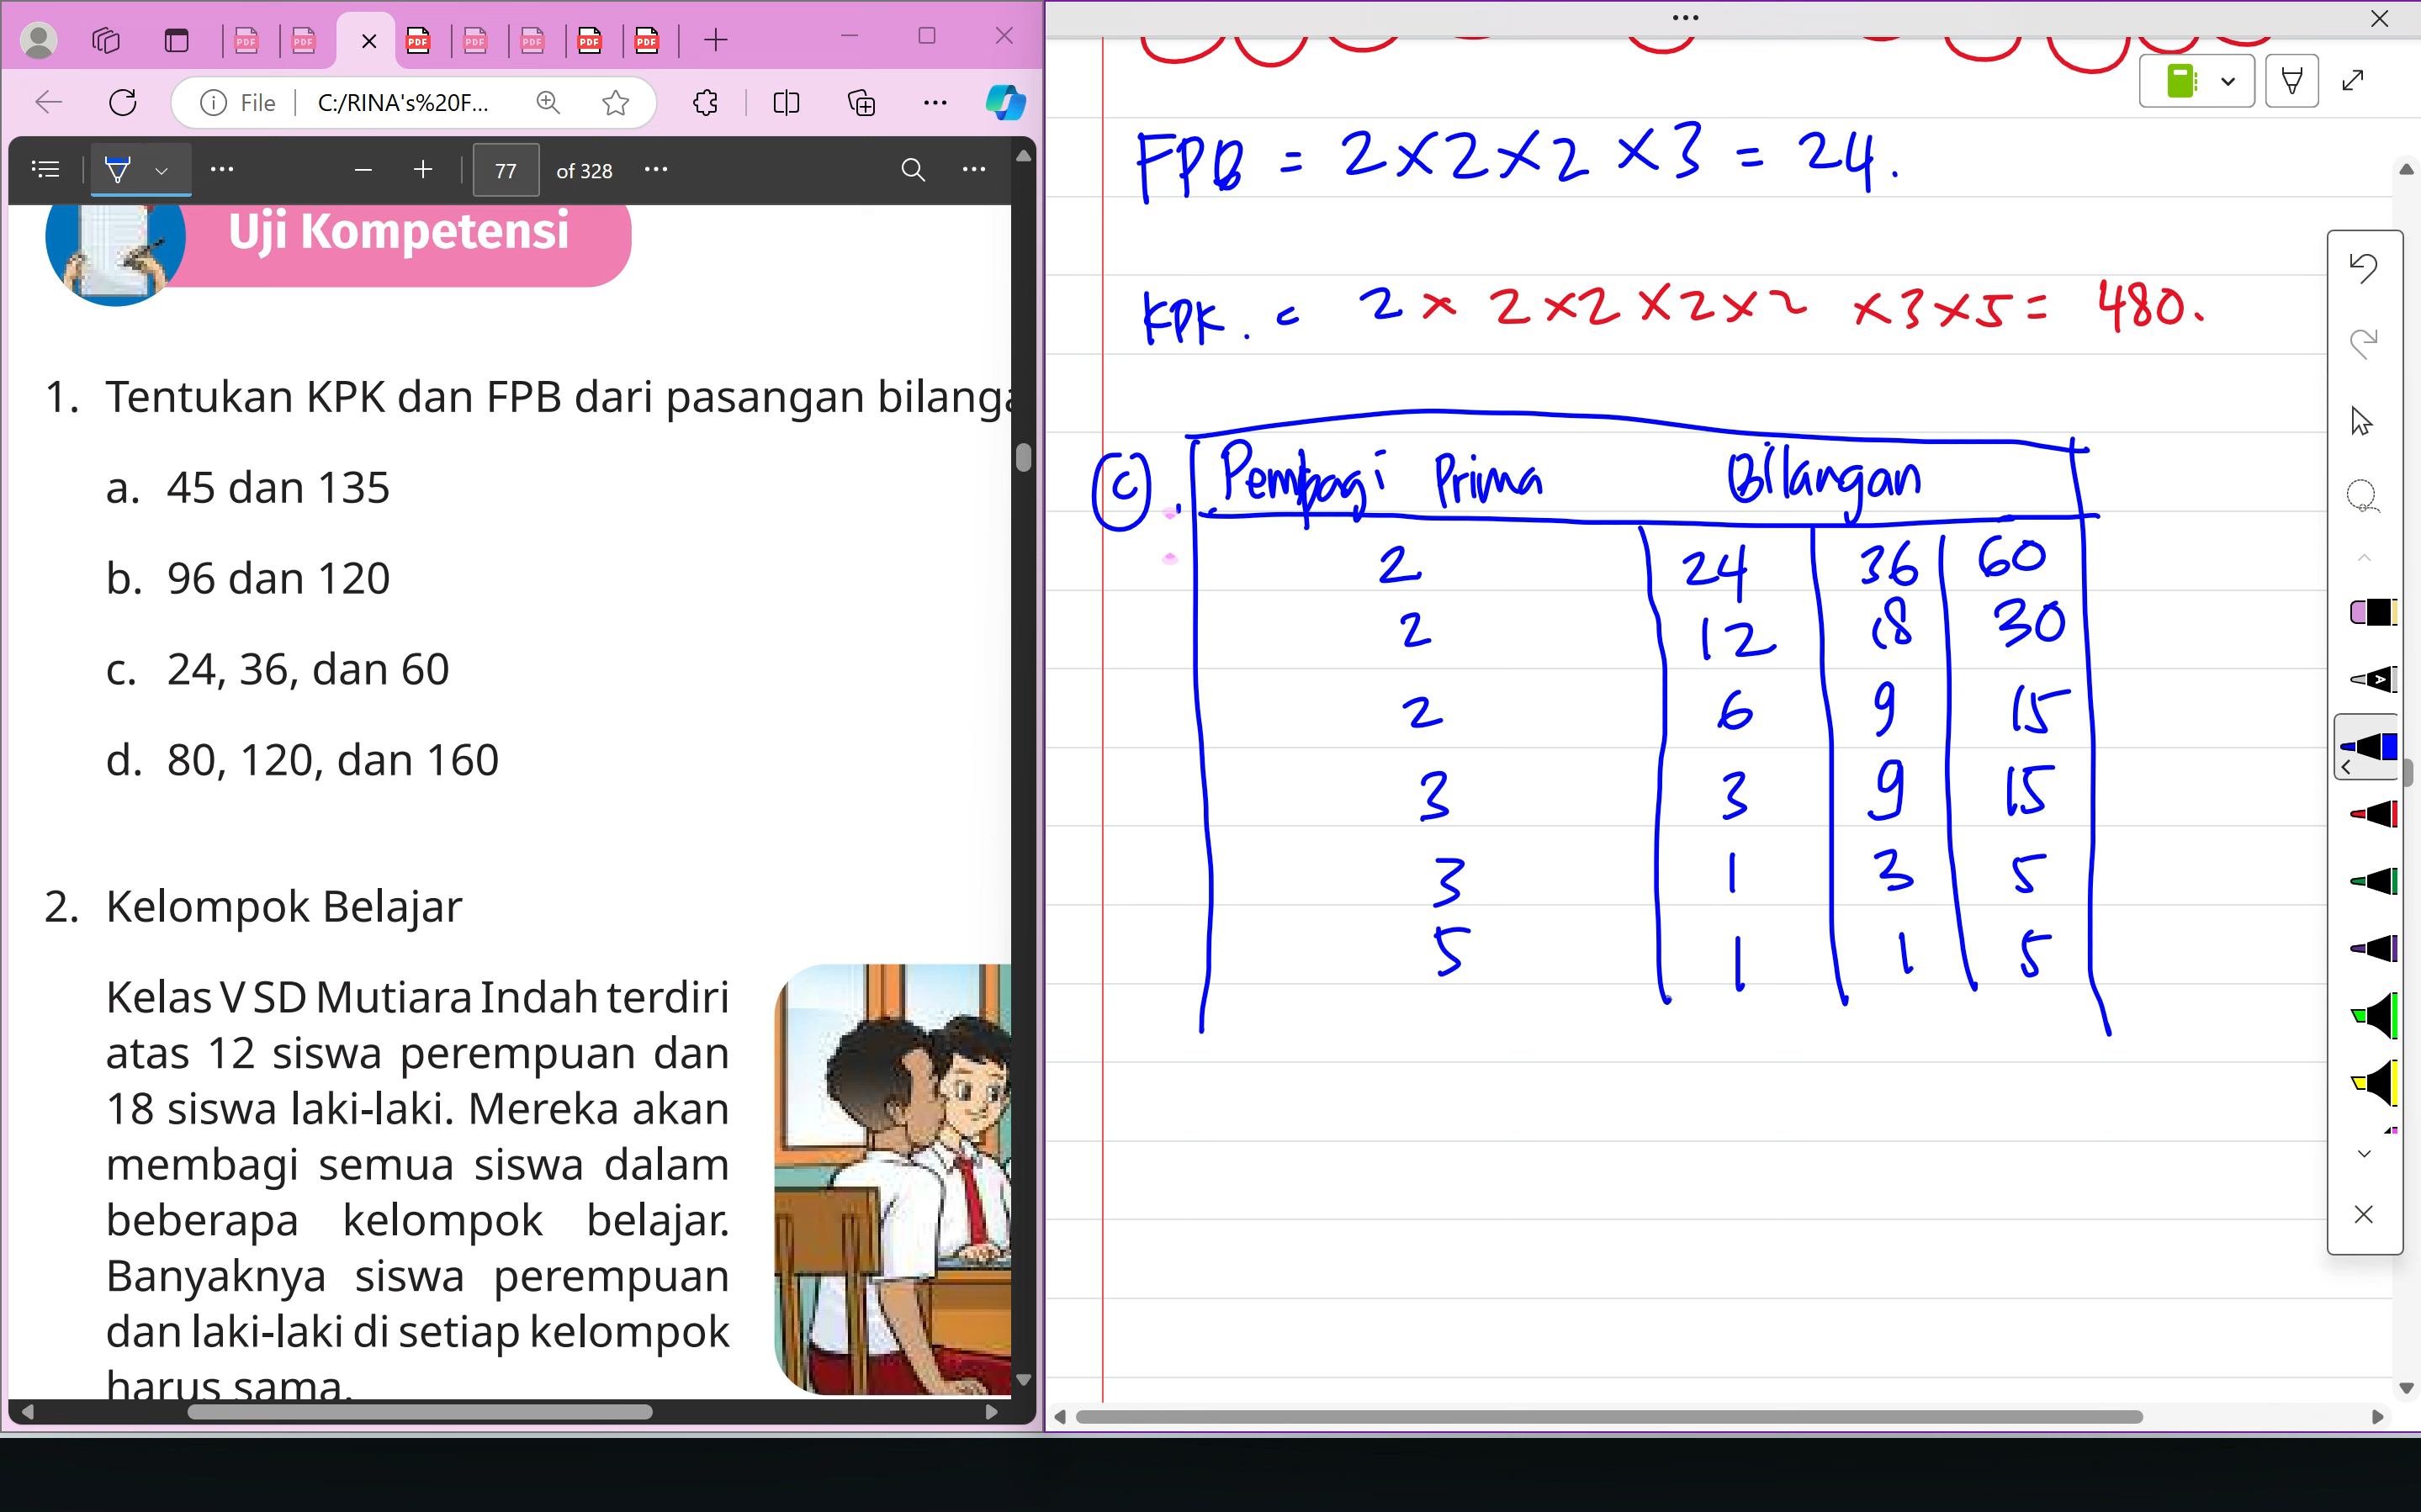 File C:/RINA's%20F...
77 of 328
Uji Kompetensi
1. Tentukan KPK dan FPB dari pasangan
a. 45 dan 135
b. 96 dan 120
c. 24, 36, dan 60
d. 80, 120, dan 160
2. Kelompok Belajar
Kelas V SD Mutiara Indah terdiri
atas 12 siswa perempuan dan
18 siswa laki-laki. Mereka akan
membagi semua siswa dalam
beberapa kelompok belajar.
Banyaknya siswa perempuan
dan laki-laki di setiap kelompok
harus sama.
FPB = 2 × 2 × 2 × 3 = 24.
KPK. = 2 × 2 × 2 × 2 × 2 × 3 × 5 = 480.
(c). Pembagi Prima Bilangan
2 24 36 60
2 12 18 30
2 6 9 15
3 3 9 15
3 1 3 5
5 1 1 5